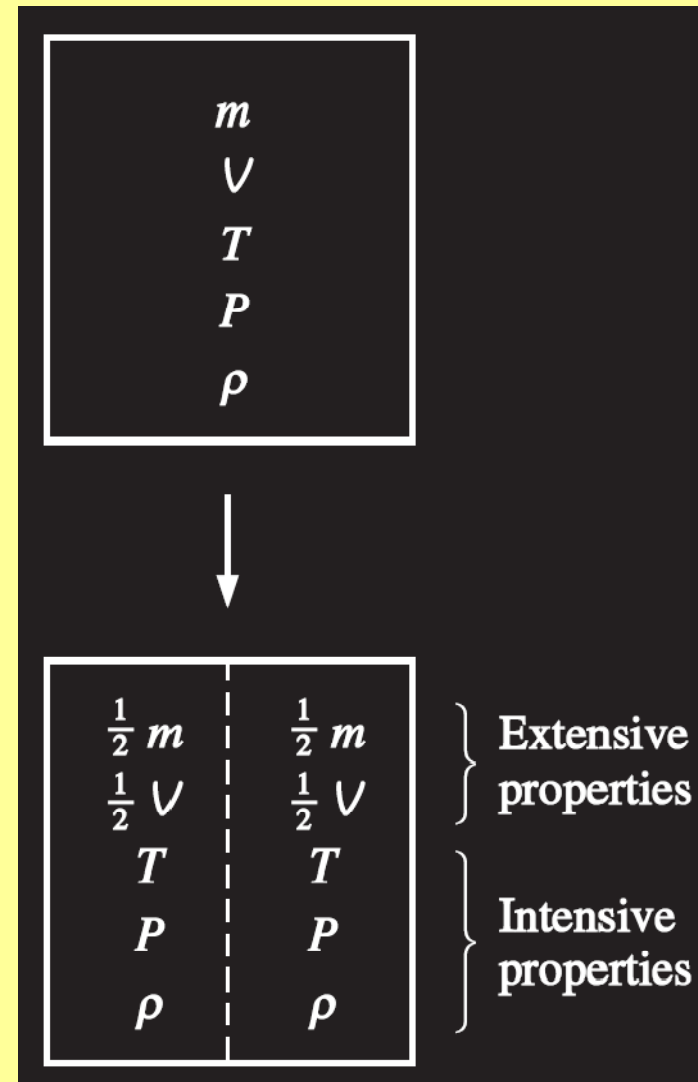 m
V
T
P
ρ
½ m ½ m
½ V ½ V
T T
P P
ρ ρ
Extensive
properties
Intensive
properties